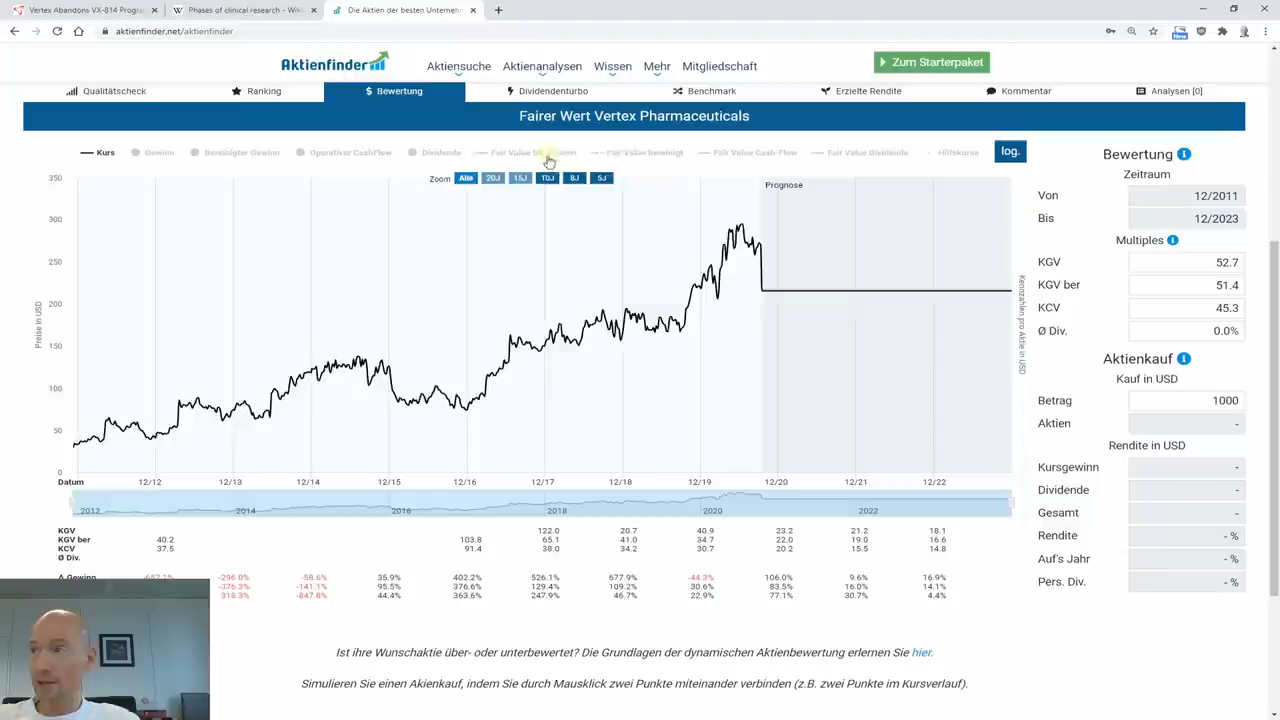 Vertex Abandons VX-814 Progr
Phases of clinical research - Wiki
Die Aktien der besten Unternehm
aktienfinder.net/aktienfinder
New
Aktienfinder
Aktiensuche
Aktienanalysen
Wissen
Mehr
Mitgliedschaft
Zum Starterpaket
Qualitätscheck
Ranking
$ Bewertung
Dividendenturbo
Benchmark
Erzielte Rendite
Kommentar
Analysen [0]
Fairer Wert Vertex Pharmaceuticals
Kurs
Gewinn
Bereinigter Gewinn
Operativer CashFlow
Dividende
Fair Value bil.
Fair Value bereinigt
Fair Value Cash-Flow
Fair Value Dividende
Hilfskurse
log.
Zoom Alle 20J 15J 10J 8J 5J
Prognose
350
300
250
200
150
100
50
0
Preise in USD
Kennzahlen pro Aktie in USD
Datum 12/12 12/13 12/14 12/15 12/16 12/17 12/18 12/19 12/20 12/21 12/22
2012 2014 2016 2018 2020 2022
KGV 122.0 20.7 40.9 23.2 21.2 18.1
KGV ber 40.2 103.8 65.1 41.0 34.7 22.0 19.0 16.6
KCV 37.5 91.4 38.0 34.2 30.7 20.2 15.5 14.8
Ø Div.
Δ Gewinn -657.1% -296.0% -58.6% 35.9% 402.2% 526.1% 677.9% -44.3% 106.0% 9.6% 16.9%
-376.3% -141.1% 95.5% 376.6% 129.4% 109.2% 30.6% 83.5% 16.0% 14.1%
318.3% -847.8% 44.4% 363.6% 247.9% 46.7% 22.9% 77.1% 30.7% 4.4%
Bewertung
Zeitraum
Von 12/2011
Bis 12/2023
Multiples
KGV 52.7
KGV ber 51.4
KCV 45.3
Ø Div. 0.0%
Aktienkauf
Kauf in USD
Betrag 1000
Aktien -
Rendite in USD
Kursgewinn -
Dividende -
Gesamt -
Rendite - %
Auf's Jahr - %
Pers. Div. - %
Ist ihre Wunschaktie über- oder unterbewertet? Die Grundlagen der dynamischen Aktienbewertung erlernen Sie hier.
Simulieren Sie einen Akienkauf, indem Sie durch Mausklick zwei Punkte miteinander verbinden (z.B. zwei Punkte im Kursverlauf).